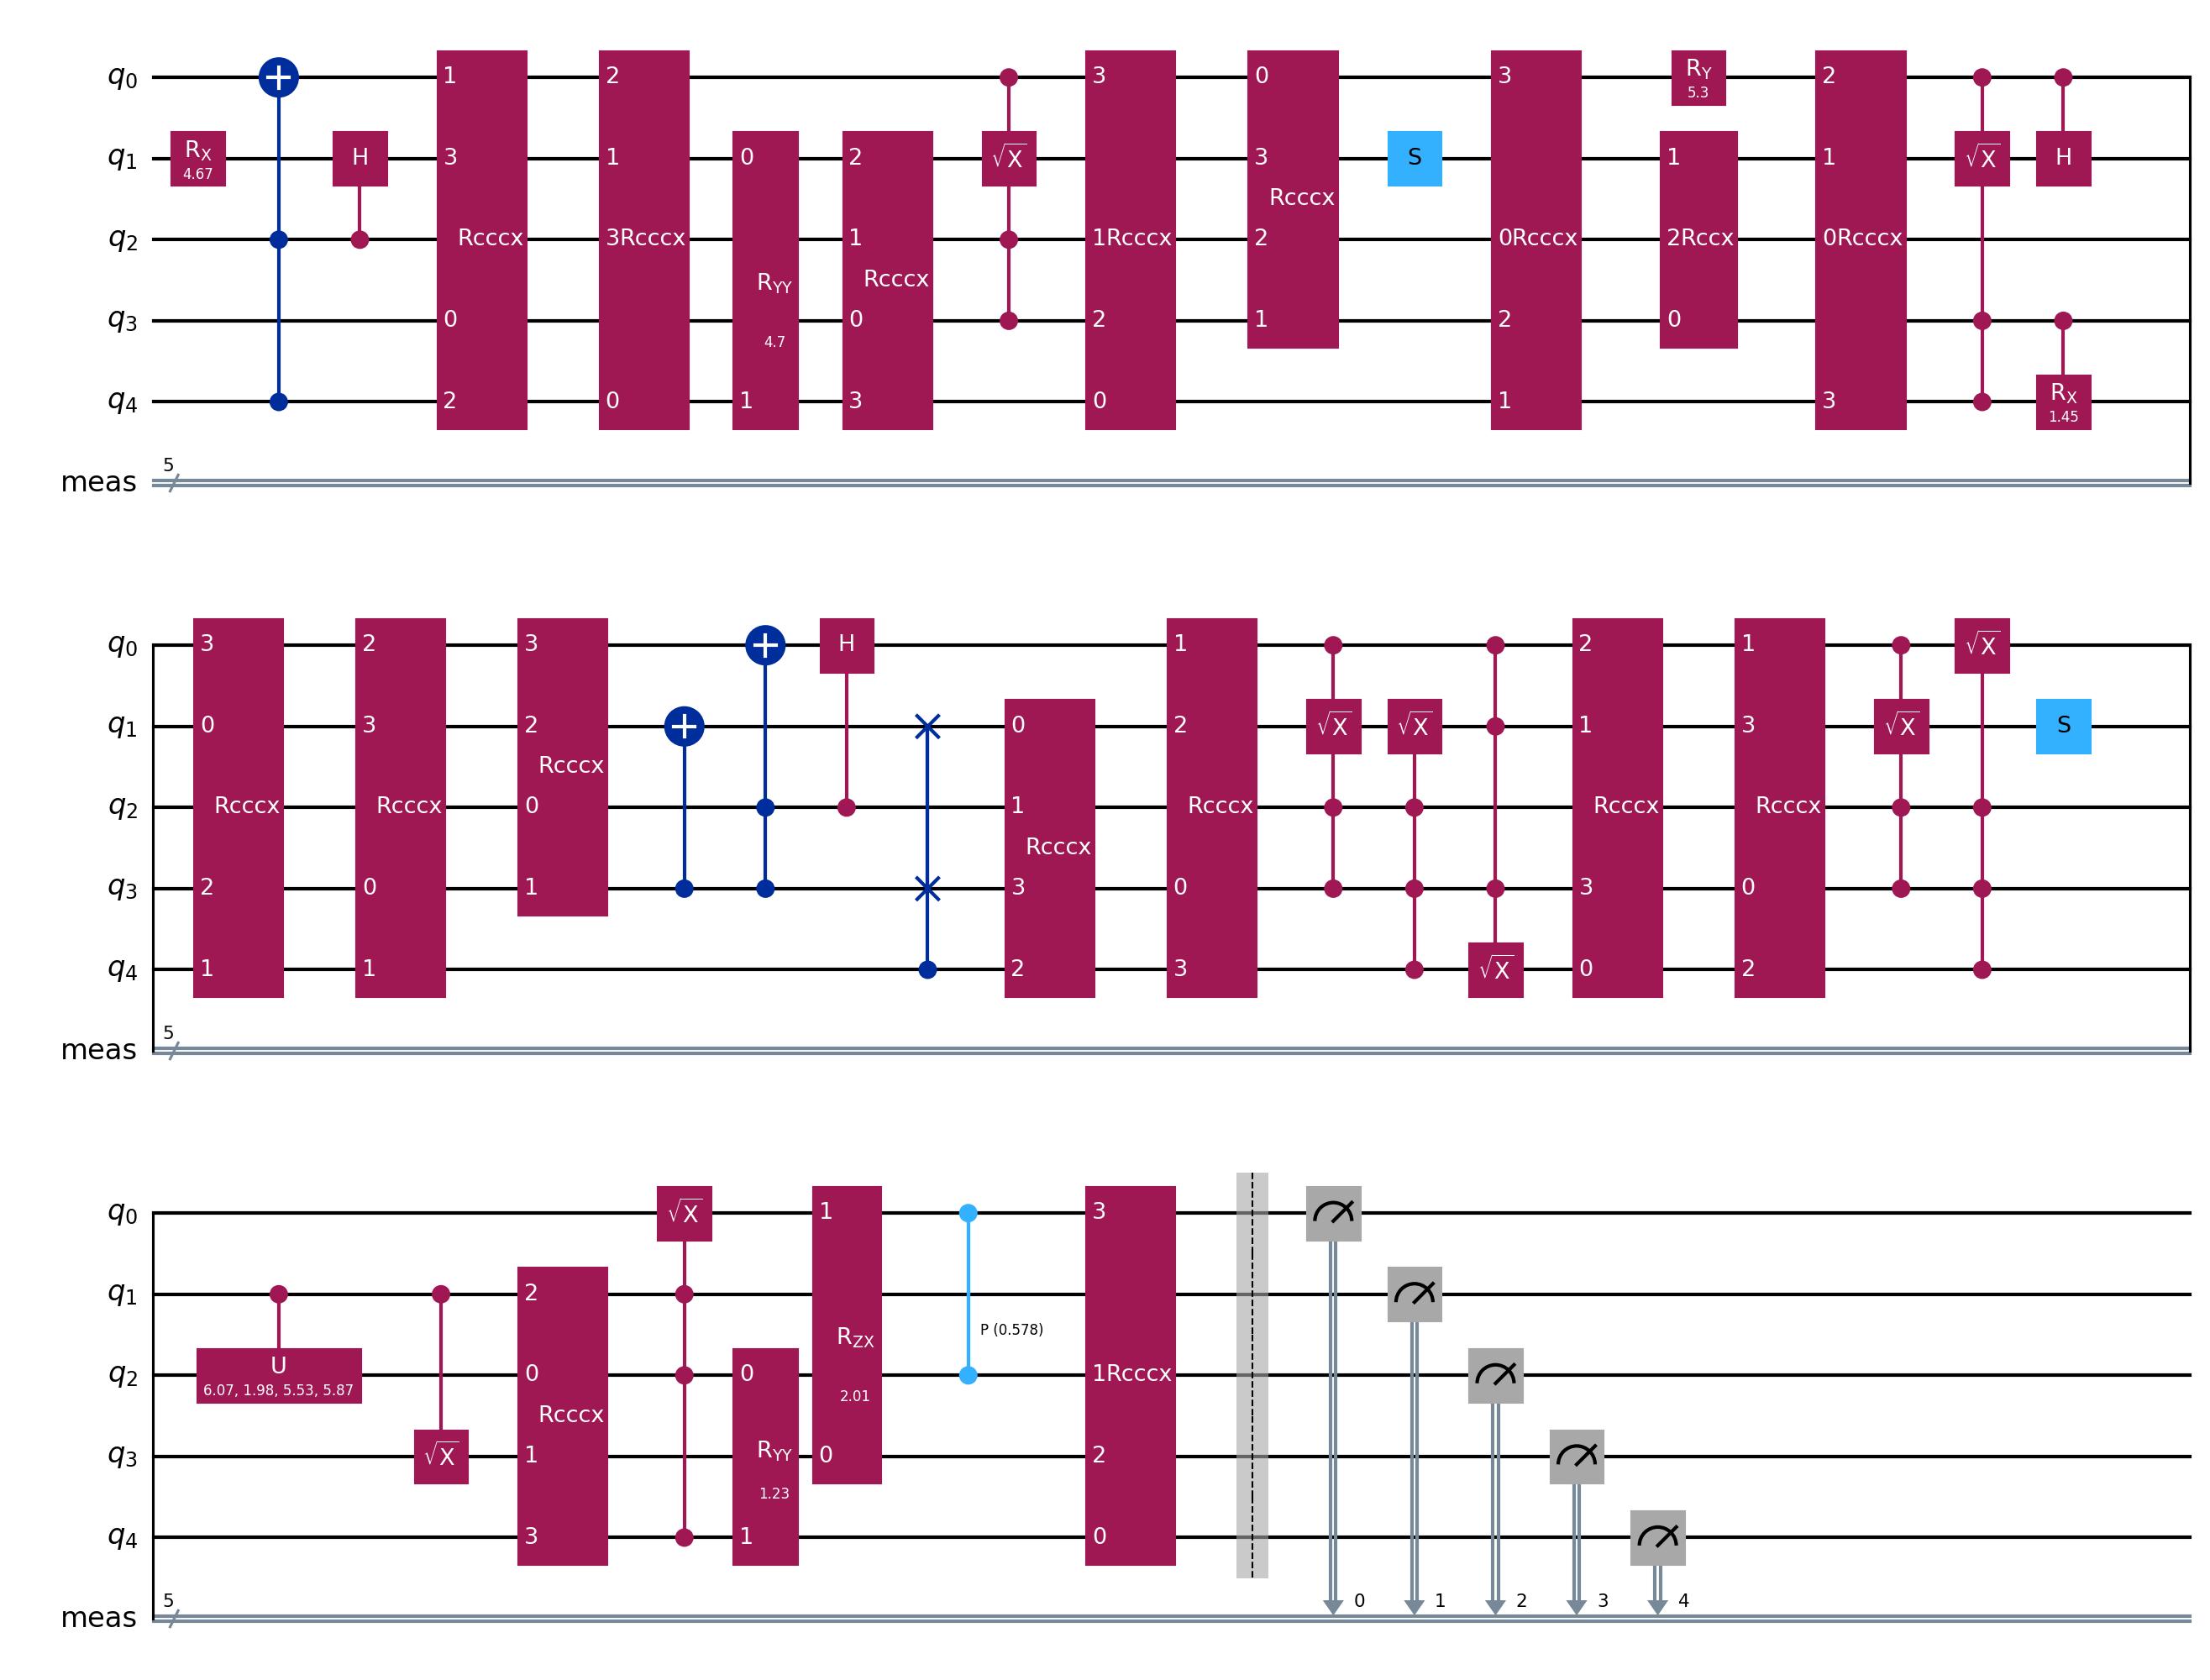 q0 1 2 3 0 3 RY 5.3 2
q1 RX 4.67 H 3 1 0 2 √X 3 S 1 1 √X H
q2 Rcccx 3Rcccx RYY 4.7 1 Rcccx 1Rcccx Rcccx 2 0Rcccx 2Rccx 0Rcccx
q3 0 0 2 1 2 0
q4 2 0 1 3 0 1 3 RX 1.45
meas 5
q0 3 2 3 H 1 2 1 √X
q1 0 3 2 Rcccx 0 2 √X √X 1 3 √X S
q2 Rcccx Rcccx 0 1 Rcccx Rcccx Rcccx Rcccx
q3 2 0 1 3 0 3 0
q4 1 1 2 3 √X 0 2
meas 5
q0 √X 1 3
q1 2 RZX 2.01 P (0.578)
q2 U 6.07, 1.98, 5.53, 5.87 0 Rcccx 0 1Rcccx
q3 √X 1 RYY 1.23 0 2
q4 3 1 0
meas 5 0 1 2 3 4